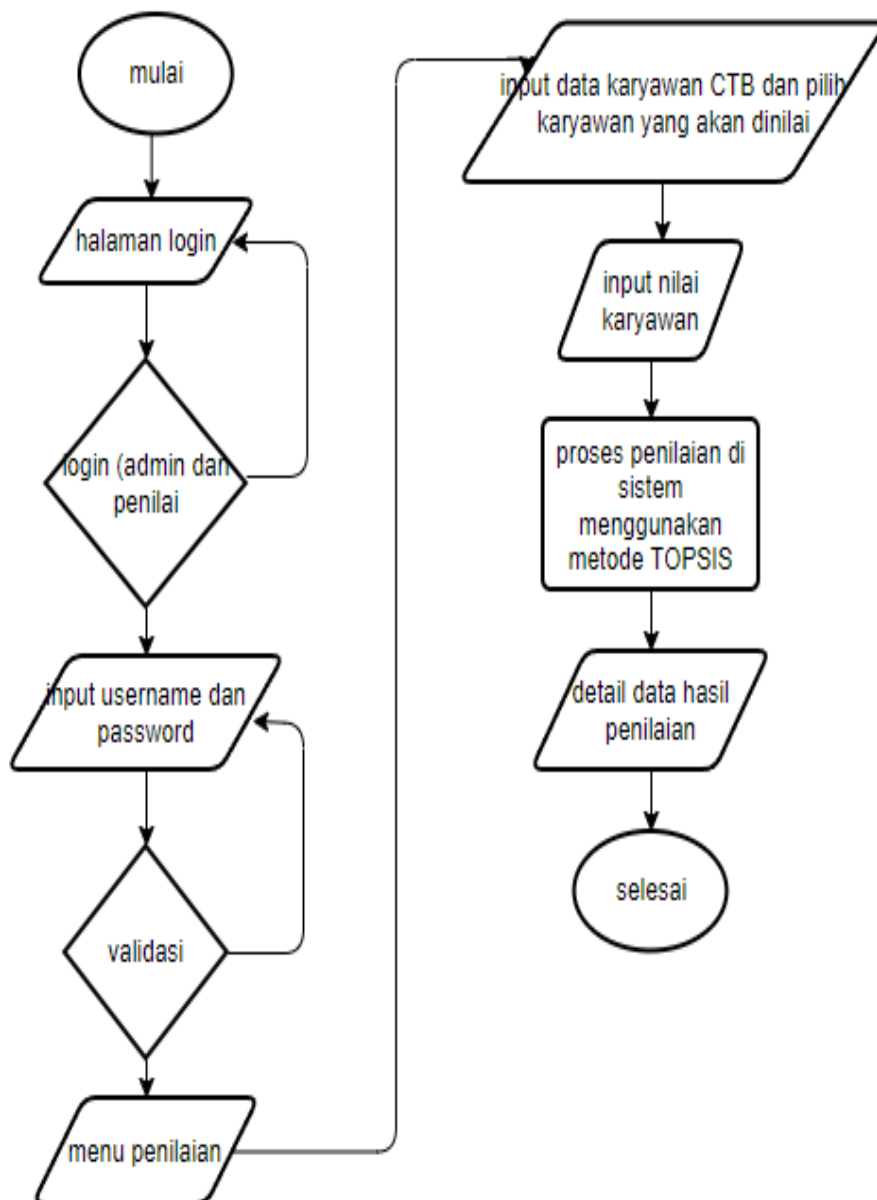 mulai
halaman login
login (admin dan
penilai
input username dan
password
validasi
menu penilaian
input data karyawan CTB dan pilih
karyawan yang akan dinilai
input nilai
karyawan
proses penilaian di
sistem
menggunakan
metode TOPSIS
detail data hasil
penilaian
selesai